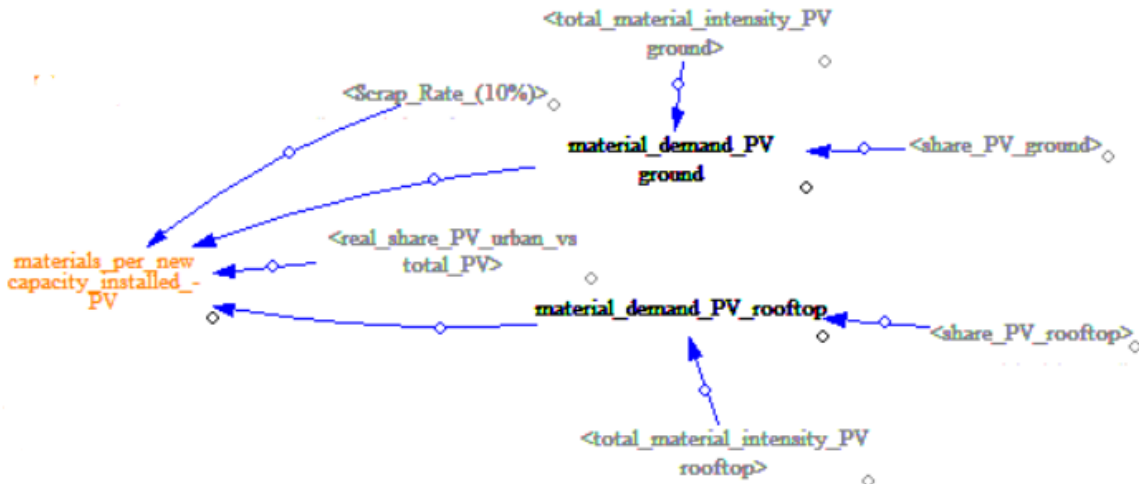 <total_material_intensity_PV
ground>
<Scrap_Rate_(10%)>
material_demand_PV
ground
<share_PV_ground>
<real_share_PV_urban_vs
total_PV>
materials_per_new
capacity_installed_-
PV
material_demand_PV_rooftop
<share_PV_rooftop>
<total_material_intensity_PV
rooftop>